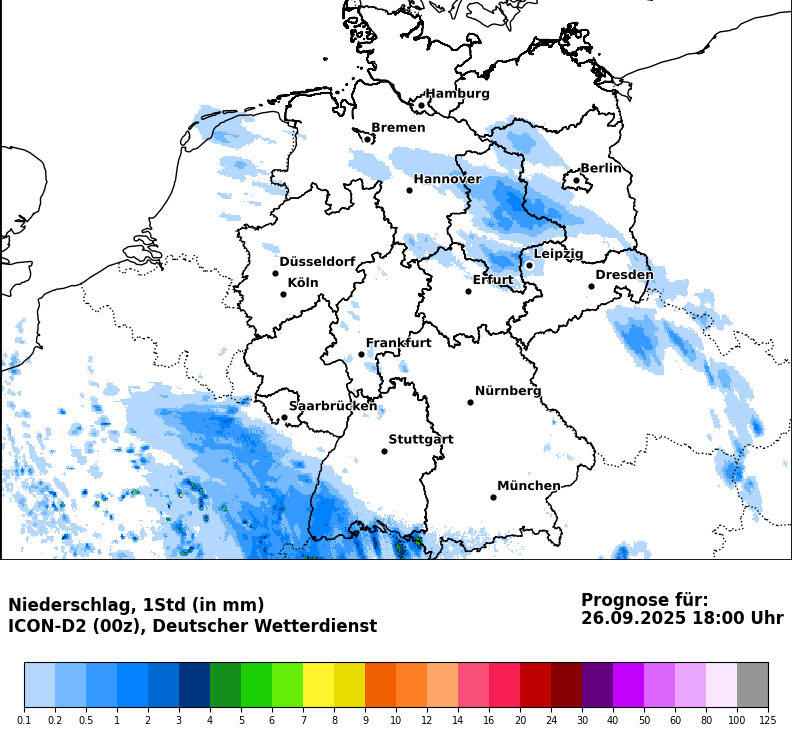 Hamburg
Bremen
Berlin
Hannover
Leipzig
Düsseldorf
Dresden
Köln
Erfurt
Frankfurt
Nürnberg
Saarbrücken
Stuttgart
München
Niederschlag, 1Std (in mm)
ICON-D2 (00z), Deutscher Wetterdienst
Prognose für:
26.09.2025 18:00 Uhr
0.1 0.2 0.5 1 2 3 4 5 6 7 8 9 10 12 14 16 20 24 30 40 50 60 80 100 125